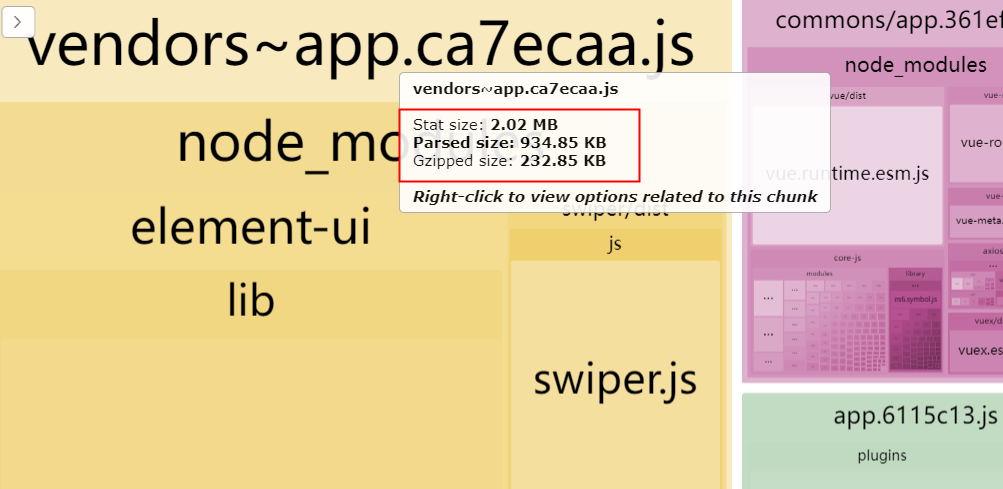 vendors~app.ca7ecaa.js
vendors~app.ca7ecaa.js
Stat size: 2.02 MB
Parsed size: 934.85 KB
Gzipped size: 232.85 KB
Right-click to view options related to this chunk
node_modules
element-ui
lib
swiper/dist
js
swiper.js
commons/app.361ef
node_modules
vue/dist
vue.runtime.esm.js
vue-
vue-ro
vue-
vue-meta.
core-js
modules
library
es6.symbol.js
...
...
...
...
axios
...
vuex/d
vuex.es
app.6115c13.js
plugins